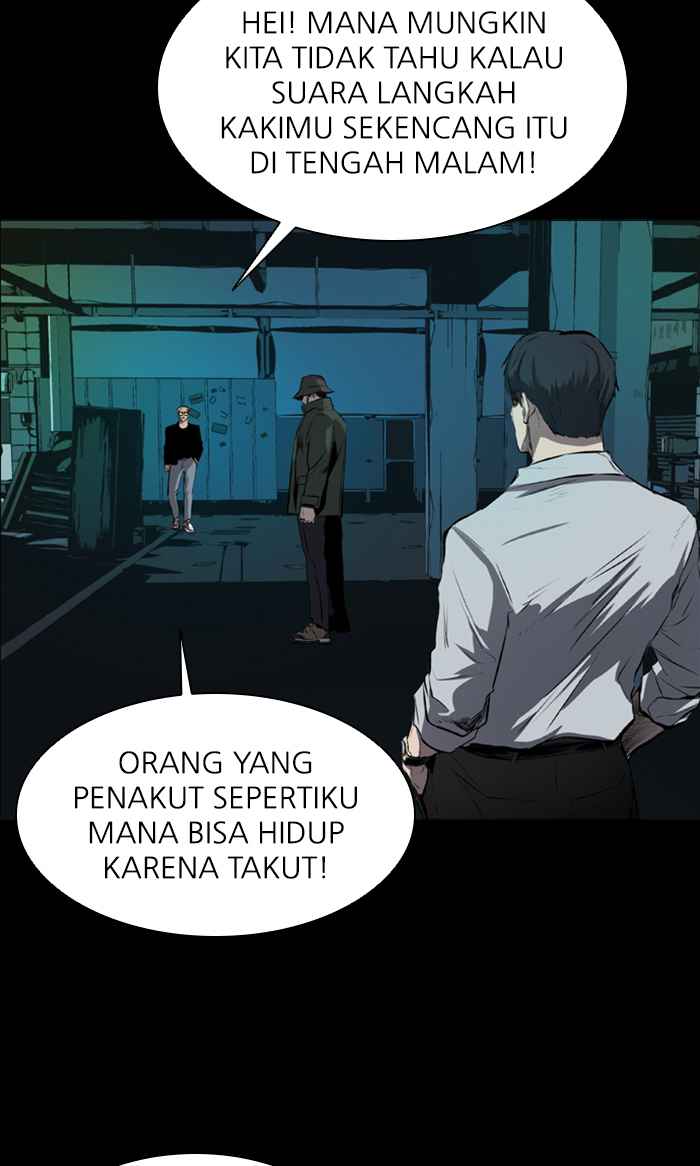 HEI! MANA MUNGKIN
KITA TIDAK TAHU KALAU
SUARA LANGKAH
KAKIMU SEKENCANG ITU
DI TENGAH MALAM!
ORANG YANG
PENAKUT SEPERTIKU
MANA BISA HIDUP
KARENA TAKUT!